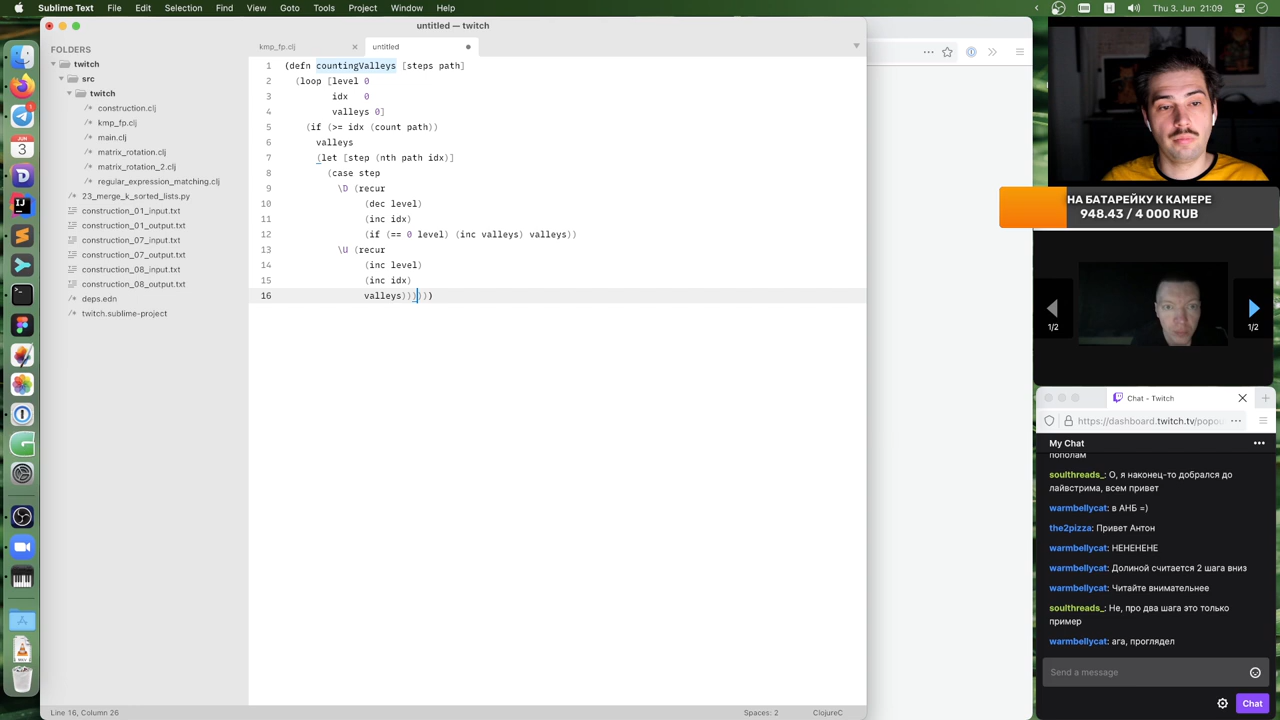 Sublime Text File Edit Selection Find View Goto Tools Project Window Help
Thu, 3 Jun 21:09
untitled — twitch
FOLDERS
twitch
src
twitch
/* construction.clj
/* kmp_fp.clj
/* main.clj
/* matrix_rotation.clj
/* matrix_rotation_2.clj
/* regular_expression_matching.clj
/* 23_merge_k_sorted_lists.py
construction_01_input.txt
construction_01_output.txt
construction_07_input.txt
construction_07_output.txt
construction_08_input.txt
construction_08_output.txt
/* deps.edn
/* twitch.sublime-project
kmp_fp.clj
untitled
1 (defn countingValleys [steps path]
2 (loop [level 0
3 idx 0
4 valleys 0]
5 (if (>= idx (count path))
6 valleys
7 (let [step (nth path idx)]
8 (case step
9 \D (recur
10 (dec level)
11 (inc idx)
12 (if (== 0 level) (inc valleys) valleys))
13 \U (recur
14 (inc level)
15 (inc idx)
16 valleys))))))
Line 16, Column 26
Spaces: 2
ClojureC
НА БАТАРЕЙКУ К КАМЕРЕ
948.43 / 4 000 RUB
1/2
1/2
Chat - Twitch
https://dashboard.twitch.tv/popou
My Chat
пополам
soulthreads_: О, я наконец-то добрался до
лайвстрима, всем привет
warmbellycat: в АНБ =)
the2pizza: Привет Антон
warmbellycat: НЕНЕНЕНЕ
warmbellycat: Долиной считается 2 шага вниз
warmbellycat: Читайте внимательнее
soulthreads_: Не, про два шага это только
пример
warmbellycat: ага, проглядел
Send a message
Chat